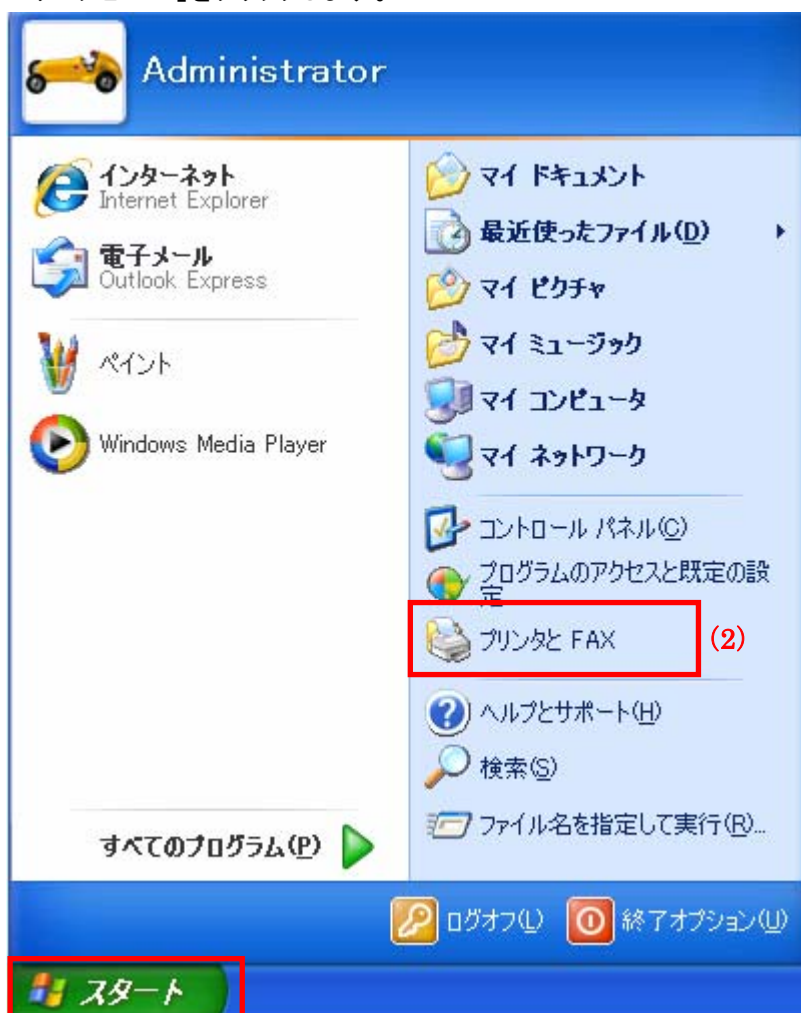 Administrator
インターネット
Internet Explorer
電子メール
Outlook Express
ペイント
Windows Media Player
すべてのプログラム(P)
マイ ドキュメント
最近使ったファイル(D)
マイ ピクチャ
マイ ミュージック
マイ コンピュータ
マイ ネットワーク
コントロール パネル(C)
プログラムのアクセスと既定の設
定
プリンタと FAX
(2)
ヘルプとサポート(H)
検索(S)
ファイル名を指定して実行(R)...
ログオフ(L)
終了オプション(U)
スタート